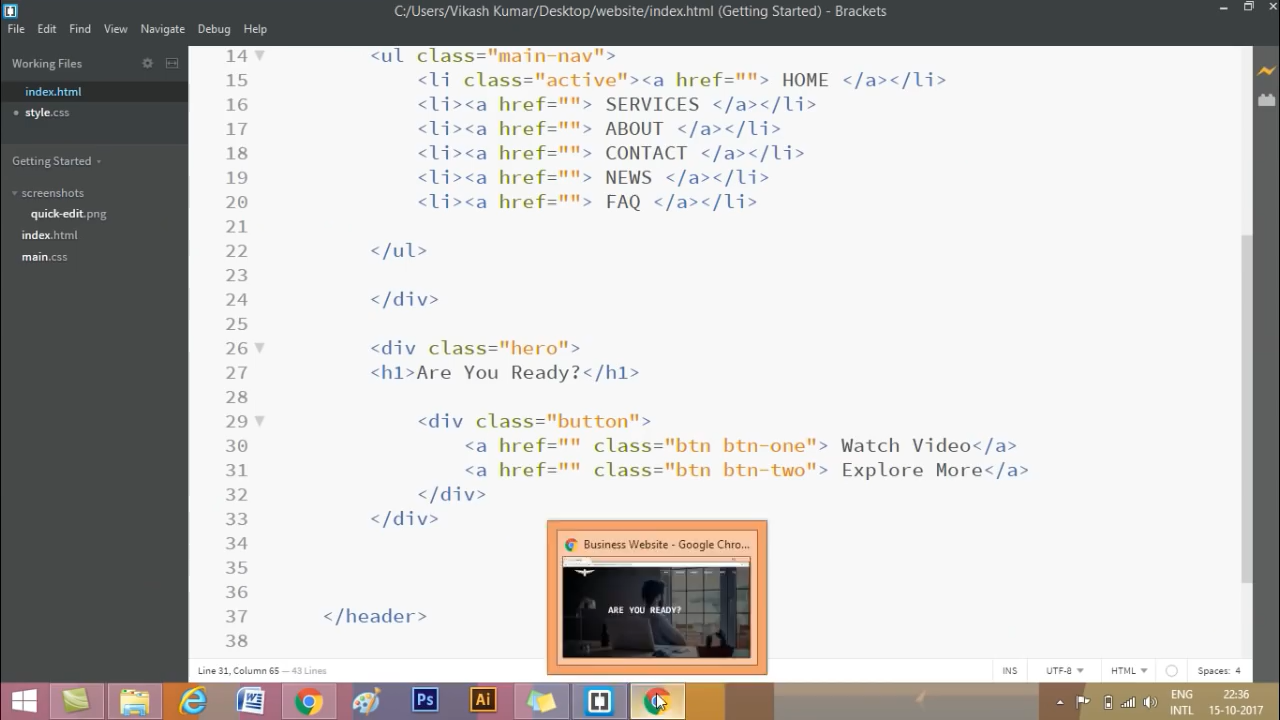 C:/Users/Vikash Kumar/Desktop/website/index.html (Getting Started) - Brackets
File Edit Find View Navigate Debug Help
Working Files
index.html
style.css
Getting Started
screenshots
quick-edit.png
index.html
main.css
14 <ul class="main-nav">
15 <li class="active"><a href=""> HOME </a></li>
16 <li><a href=""> SERVICES </a></li>
17 <li><a href=""> ABOUT </a></li>
18 <li><a href=""> CONTACT </a></li>
19 <li><a href=""> NEWS </a></li>
20 <li><a href=""> FAQ </a></li>
21
22 </ul>
23
24 </div>
25
26 <div class="hero">
27 <h1>Are You Ready?</h1>
28
29 <div class="button">
30 <a href="" class="btn btn-one"> Watch Video</a>
31 <a href="" class="btn btn-two"> Explore More</a>
32 </div>
33 </div>
34
35
36
37 </header>
38
Business Website - Google Chro...
ARE YOU READY?
Line 31, Column 65 — 43 Lines
INS UTF-8 HTML Spaces: 4
Ps Ai
ENG 22:36
INTL 15-10-2017